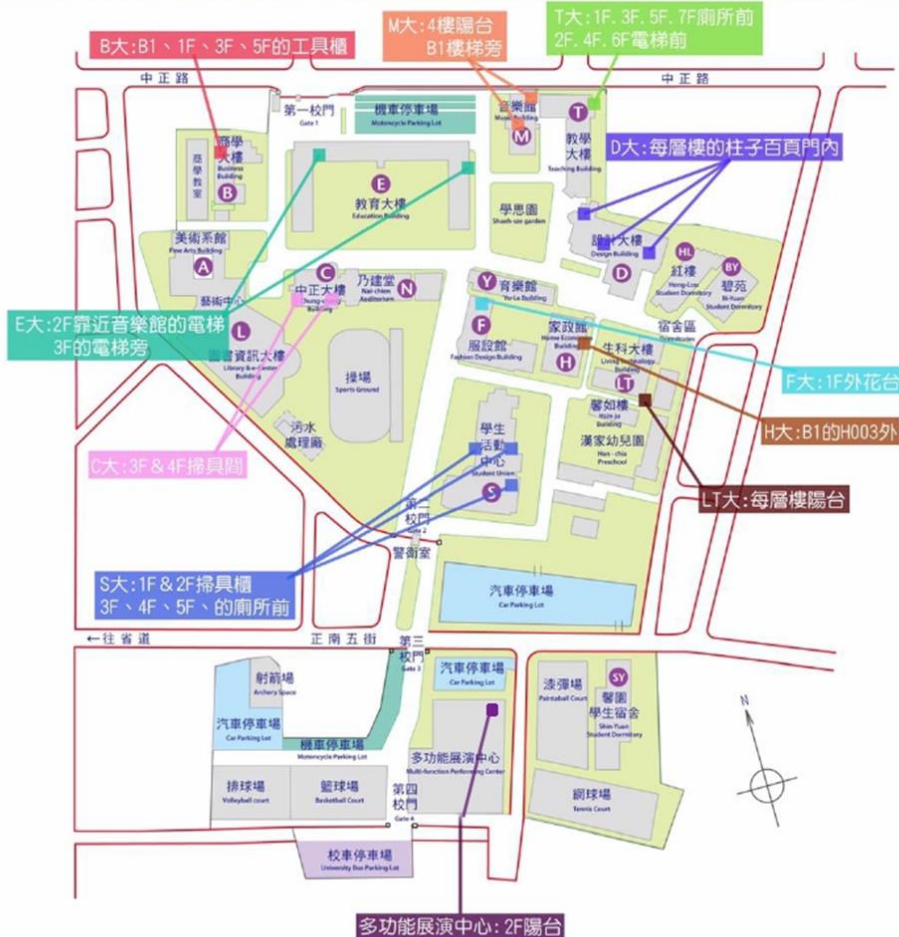 T大:1F.3F.5F.7F廁所前
2F.4F.6F電梯前
M大:4樓陽台
B1樓梯旁
B大:B1、1F、3F、5F的工具櫃
中正路
中正路
第一校門
Gate 1
機車停車場
Motorcycle Parking Lot
音樂館
Music Building
M
T
教學大樓
Teaching Building
D大:每層樓的柱子百頁門內
商學教室
商學大樓
Business Building
B
E
教育大樓
Education Building
學思園
設計大樓
Design Building
D
美術系館
Fine Arts Building
A
藝術中心
C
中正大樓
Building
乃建堂
Nai-chien Auditorium
N
Y
育樂館
Yu-Le Building
HL
紅樓
Hong-Lou Student Dormitory
BY
碧苑
Bi-Yuan Student Dormitory
宿舍區
Dormitories
E大:2F靠近音樂館的電梯
3F的電梯旁
L
圖書資訊大樓
Library & e-Center Building
操場
Sports Ground
F
服設館
Fashion Design Building
家政館
Home Economics Building
H
生科大樓
Living Technology Building
LT
F大:1F外花台
馨如樓
Building
H大:B1的H003外
污水處理廠
學生活動中心
Student Union
S
漢家幼兒園
Han - chia Preschool
C大:3F&4F掃具間
LT大:每層樓陽台
第二校門
Gate 2
警衛室
S大:1F&2F掃具櫃
3F、4F、5F、的廁所前
汽車停車場
Car Parking Lot
←往省道
正南五街
第三校門
Gate 3
射箭場
Archery Space
汽車停車場
Car Parking Lot
漆彈場
Paintball Court
SY
馨園學生宿舍
Shin-Yuan Student Dormitory
汽車停車場
Car Parking Lot
機車停車場
Motorcycle Parking Lot
多功能展演中心
Multi-function Performing Center
N
排球場
Volleyball court
籃球場
Basketball Court
第四校門
Gate 4
網球場
Tennis Court
校車停車場
University Bus Parking Lot
多功能展演中心:2F陽台